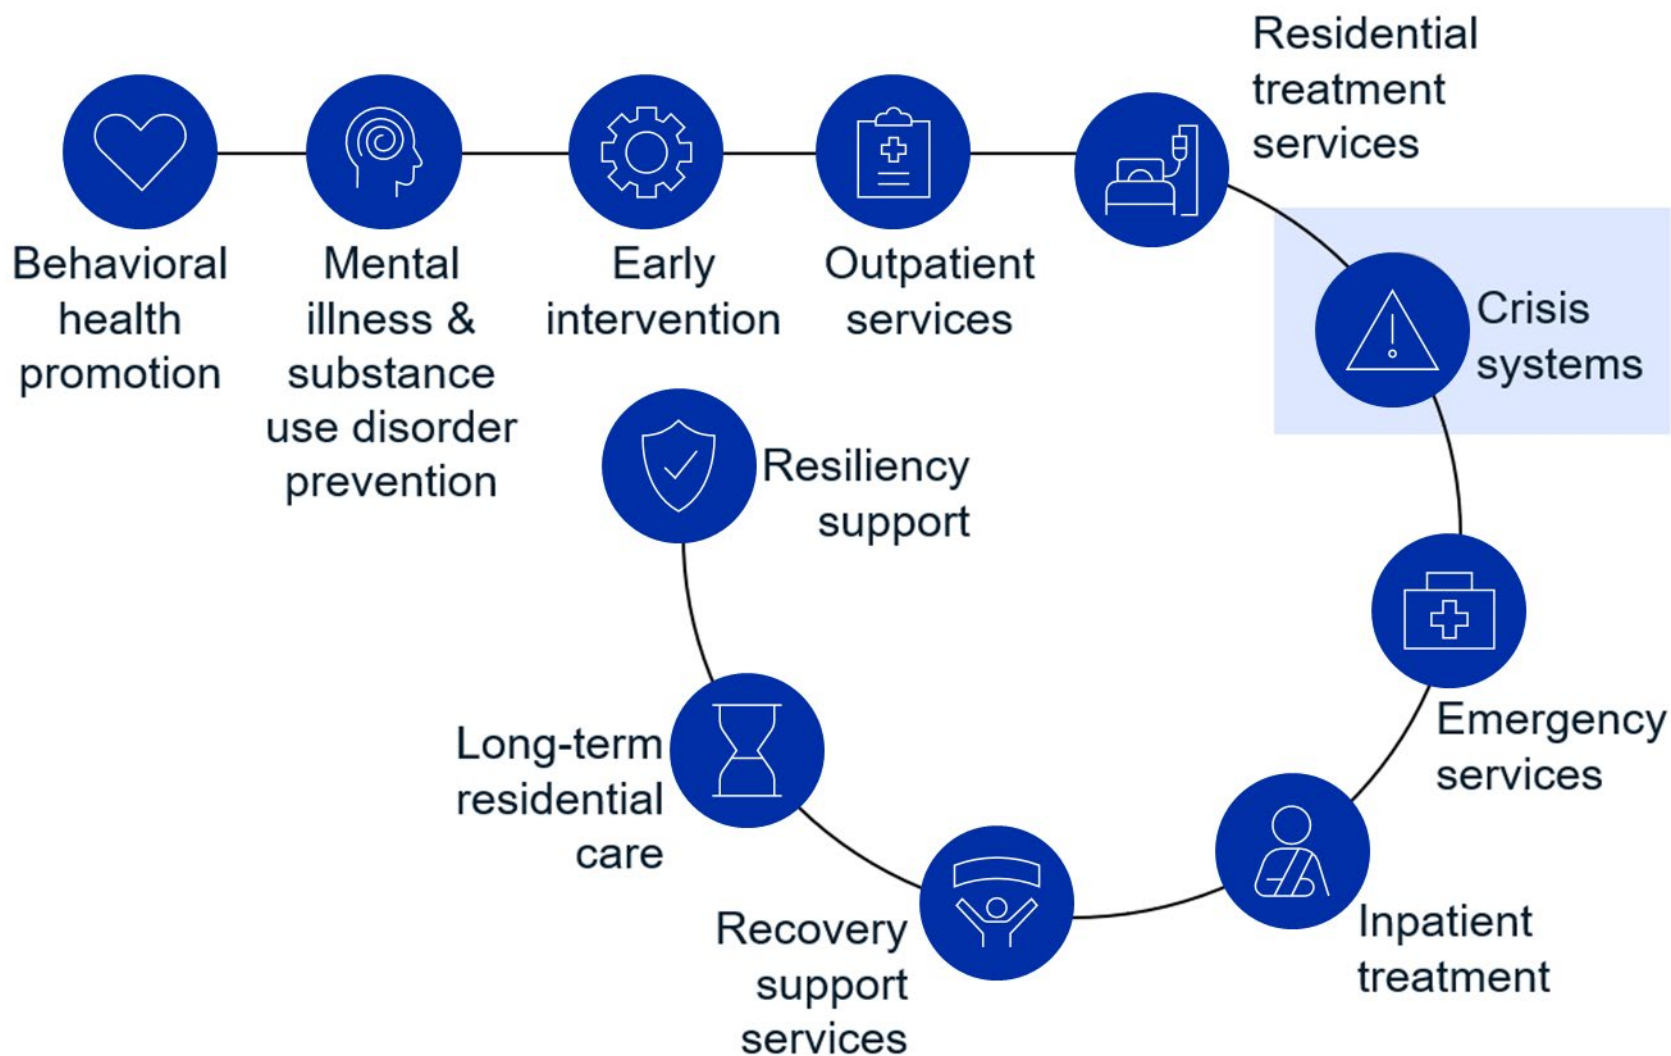 Behavioral
health
promotion
Mental
illness &
substance
use disorder
prevention
Early
intervention
Outpatient
services
Residential
treatment
services
Crisis
systems
Emergency
services
Inpatient
treatment
Recovery
support
services
Long-term
residential
care
Resiliency
support